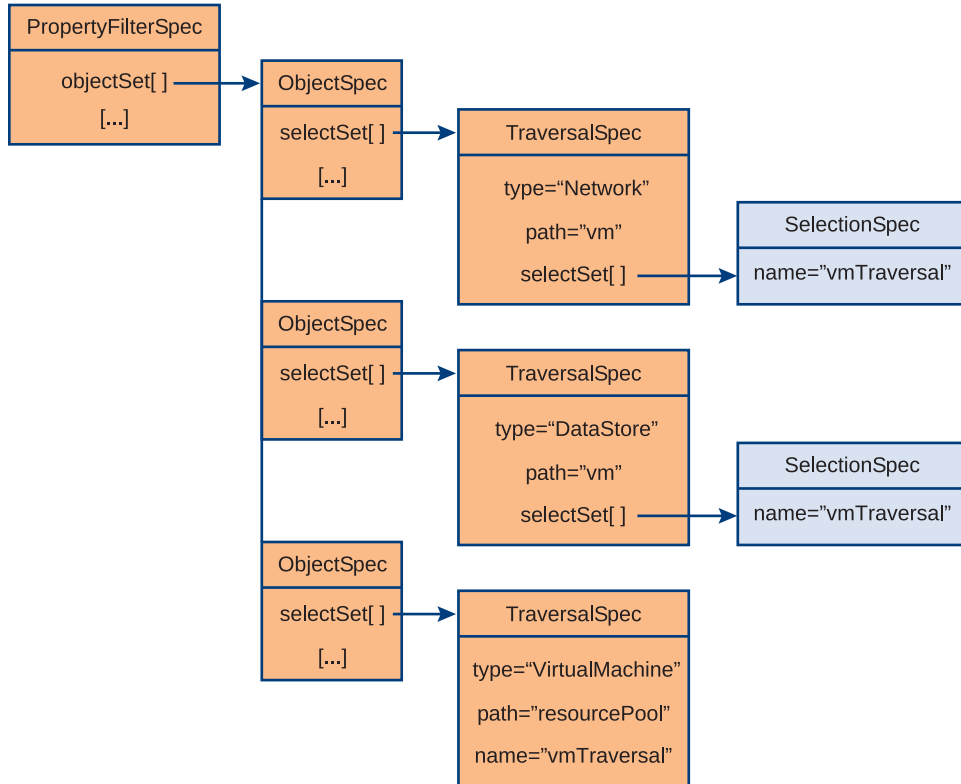 PropertyFilterSpec
objectSet[ ]
[...]
ObjectSpec
selectSet[ ]
[...]
TraversalSpec
type=“Network”
path=”vm”
selectSet[ ]
SelectionSpec
name=”vmTraversal”
ObjectSpec
selectSet[ ]
[...]
TraversalSpec
type=“DataStore”
path=”vm”
selectSet[ ]
SelectionSpec
name=”vmTraversal”
ObjectSpec
selectSet[ ]
[...]
TraversalSpec
type=“VirtualMachine”
path=”resourcePool”
name=”vmTraversal”